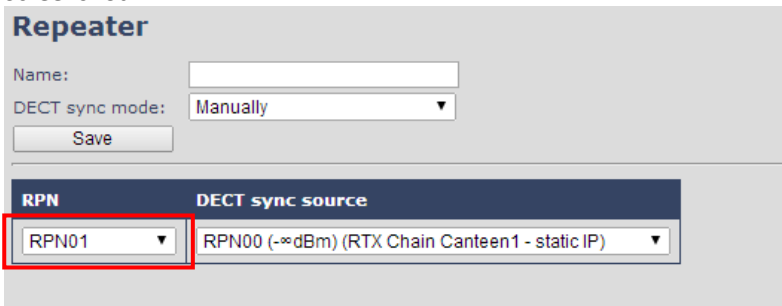 Repeater
Name:
DECT sync mode: Manually
Save
RPN DECT sync source
RPN01 RPN00 (-∞dBm) (RTX Chain Canteen1 - static IP)